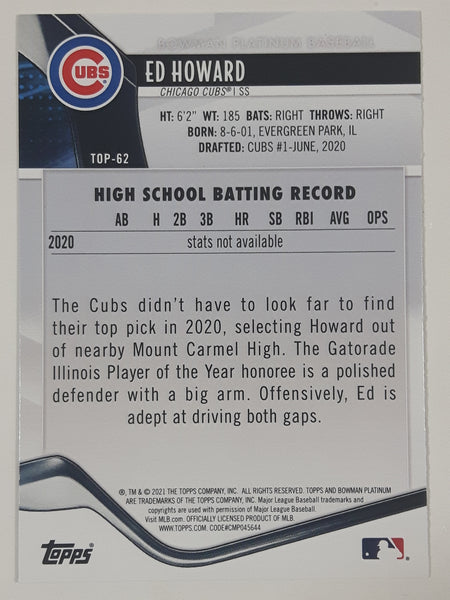 BOWMAN PLATINUM BASEBALL
CUBS
ED HOWARD
CHICAGO CUBS® | SS
HT: 6'2" WT: 185 BATS: RIGHT THROWS: RIGHT
BORN: 8-6-01, EVERGREEN PARK, IL
DRAFTED: CUBS #1-JUNE, 2020
TOP-62
HIGH SCHOOL BATTING RECORD
AB H 2B 3B HR SB RBI AVG OPS
2020 stats not available
The Cubs didn't have to look far to find
their top pick in 2020, selecting Howard out
of nearby Mount Carmel High. The Gatorade
Illinois Player of the Year honoree is a polished
defender with a big arm. Offensively, Ed is
adept at driving both gaps.
®, TM & © 2021 THE TOPPS COMPANY, INC. ALL RIGHTS RESERVED. TOPPS AND BOWMAN PLATINUM
ARE TRADEMARKS OF THE TOPPS COMPANY, INC. Major League Baseball trademarks and
copyrights are used with permission of Major League Baseball.
Visit MLB.com. OFFICIALLY LICENSED PRODUCT OF MLB.
WWW.TOPPS.COM CODE#CMP045644
Topps